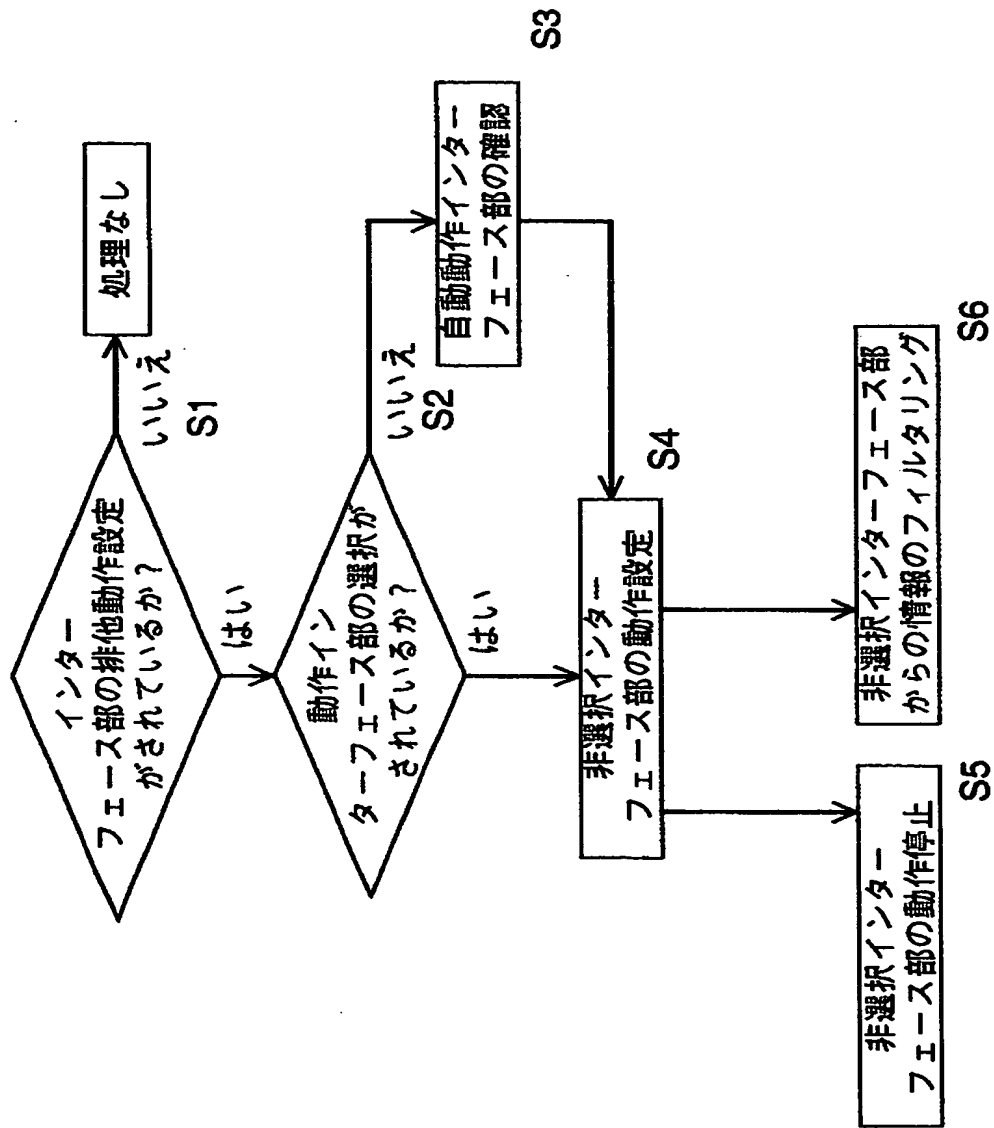 インター
フェース部の排他動作設定
がされているか?
いいえ
S1
処理なし
はい
動作イン
ターフェース部の選択が
されているか?
いいえ
S2
自動動作インター
フェース部の確認
S3
はい
非選択インター
フェース部の動作設定
S4
非選択インター
フェース部の動作停止
S5
非選択インターフェース部
からの情報のフィルタリング
S6